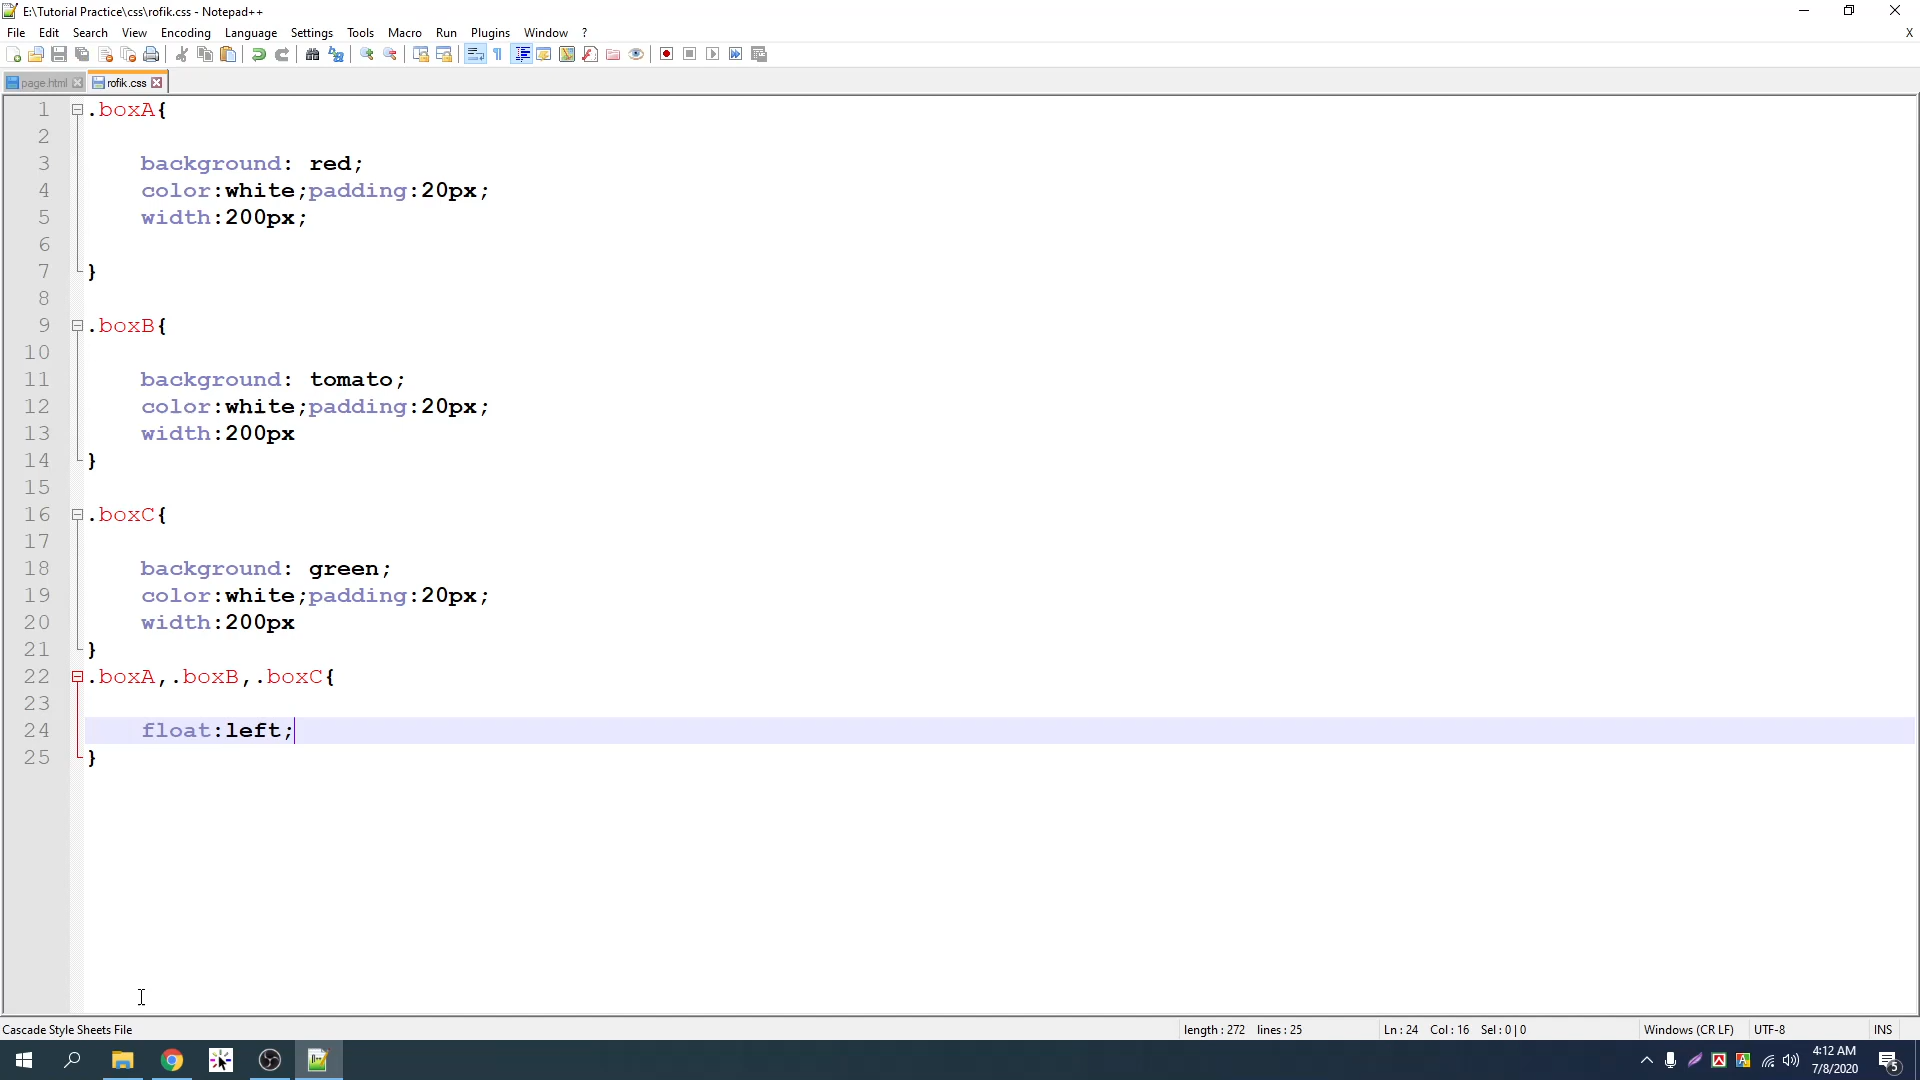 E:\Tutorial Practice\css\rofik.css - Notepad++
File Edit Search View Encoding Language Settings Tools Macro Run Plugins Window ? X
page.html rofik.css
1 .boxA{
2
3 background: red;
4 color:white;padding:20px;
5 width:200px;
6
7 }
8
9 .boxB{
10
11 background: tomato;
12 color:white;padding:20px;
13 width:200px
14 }
15
16 .boxC{
17
18 background: green;
19 color:white;padding:20px;
20 width:200px
21 }
22 .boxA,.boxB,.boxC{
23
24 float:left;
25 }
Cascade Style Sheets File length : 272 lines : 25 Ln : 24 Col : 16 Sel : 0 | 0 Windows (CR LF) UTF-8 INS
4:12 AM
7/8/2020
5